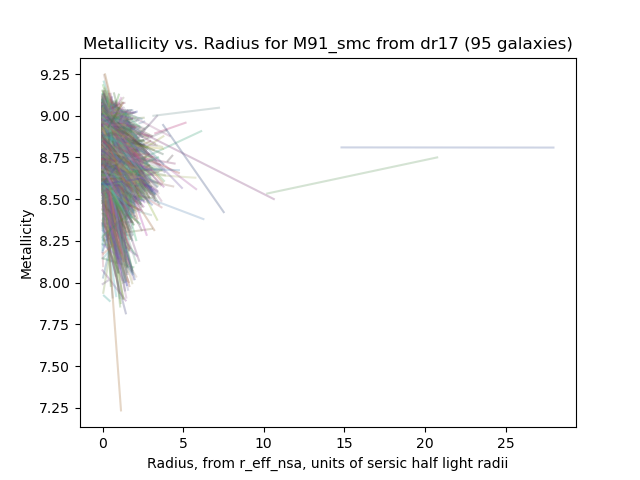 Metallicity vs. Radius for M91_smc from dr17 (95 galaxies)
9.25
9.00
8.75
8.50
8.25
8.00
7.75
7.50
7.25
Metallicity
0 5 10 15 20 25
Radius, from r_eff_nsa, units of sersic half light radii